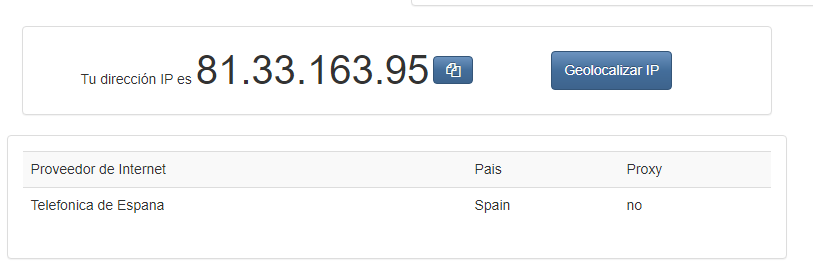 Tu dirección IP es 81.33.163.95 Geolocalizar IP
Proveedor de Internet Pais Proxy
Telefonica de Espana Spain no